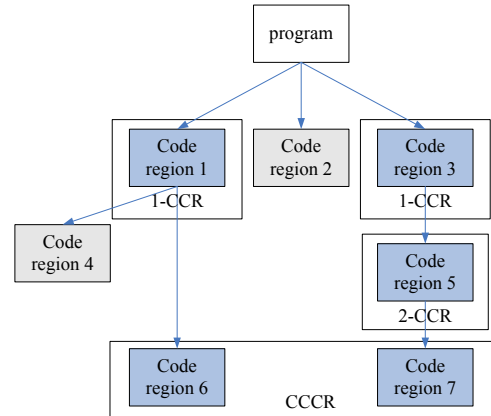 program
Code
region 1
1-CCR
Code
region 2
Code
region 3
1-CCR
Code
region 4
Code
region 5
2-CCR
Code
region 6
CCCR
Code
region 7